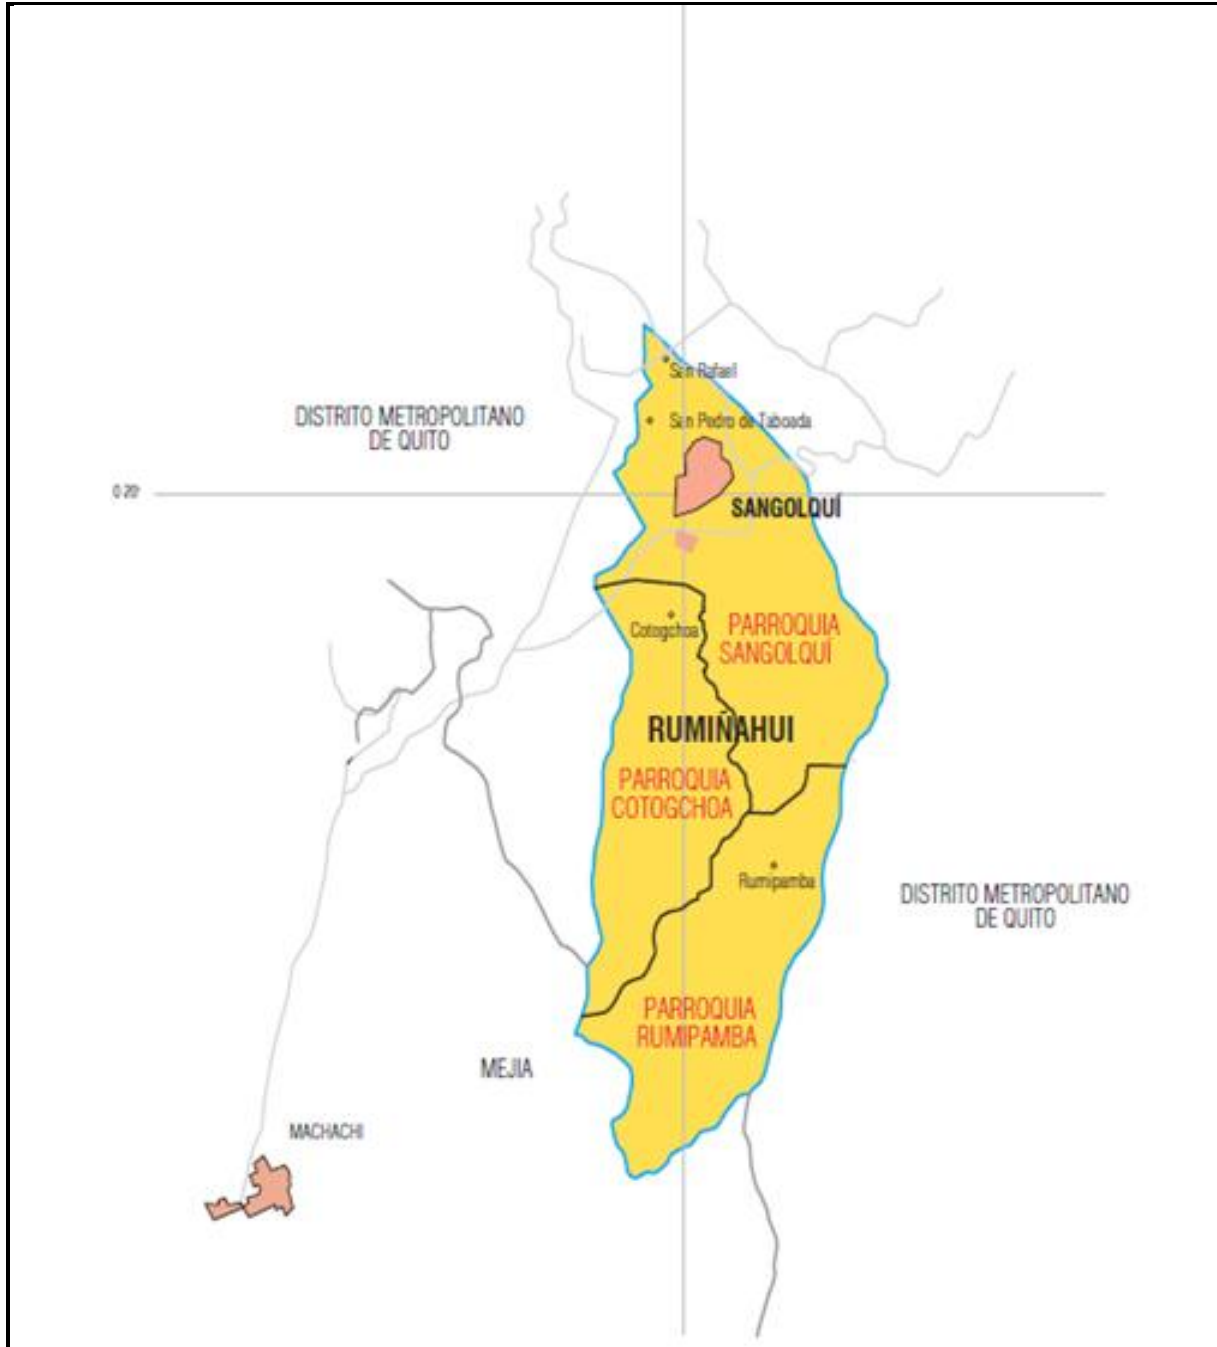 San Rafael
DISTRITO METROPOLITANO
DE QUITO
San Pedro de Taboada
0 20'
SANGOLQUÍ
Cotogchoa
PARROQUIA
SANGOLQUÍ
RUMIÑAHUI
PARROQUIA
COTOGCHOA
Rumipamba
DISTRITO METROPOLITANO
DE QUITO
PARROQUIA
RUMIPAMBA
MEJIA
MACHACHI